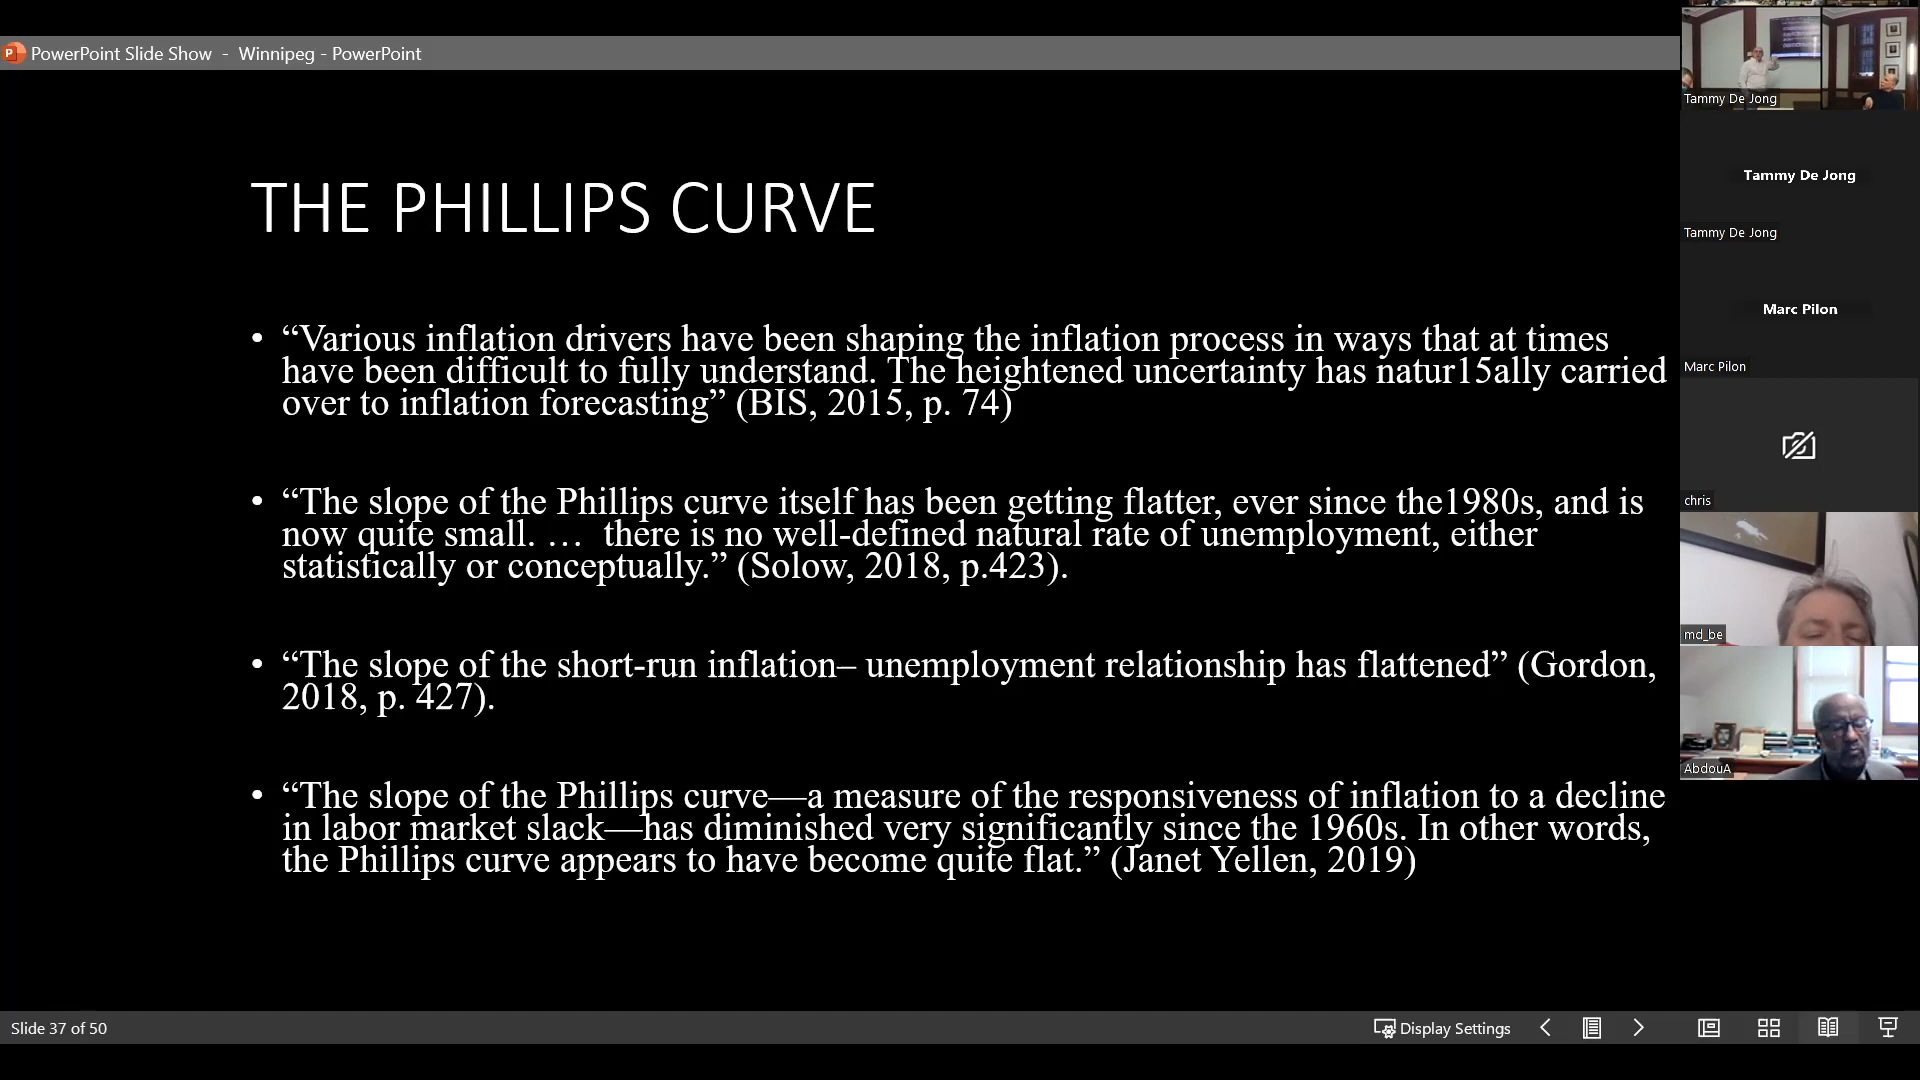 PowerPoint Slide Show - Winnipeg - PowerPoint
THE PHILLIPS CURVE
• “Various inflation drivers have been shaping the inflation process in ways that at times
have been difficult to fully understand. The heightened uncertainty has natur15ally carried
over to inflation forecasting” (BIS, 2015, p. 74)
• “The slope of the Phillips curve itself has been getting flatter, ever since the1980s, and is
now quite small. … there is no well-defined natural rate of unemployment, either
statistically or conceptually.” (Solow, 2018, p.423).
• “The slope of the short-run inflation– unemployment relationship has flattened” (Gordon,
2018, p. 427).
• “The slope of the Phillips curve—a measure of the responsiveness of inflation to a decline
in labor market slack—has diminished very significantly since the 1960s. In other words,
the Phillips curve appears to have become quite flat.” (Janet Yellen, 2019)
Slide 37 of 50
Display Settings
Tammy De Jong
Tammy De Jong
Tammy De Jong
Marc Pilon
Marc Pilon
chris
md_be
AbdouA